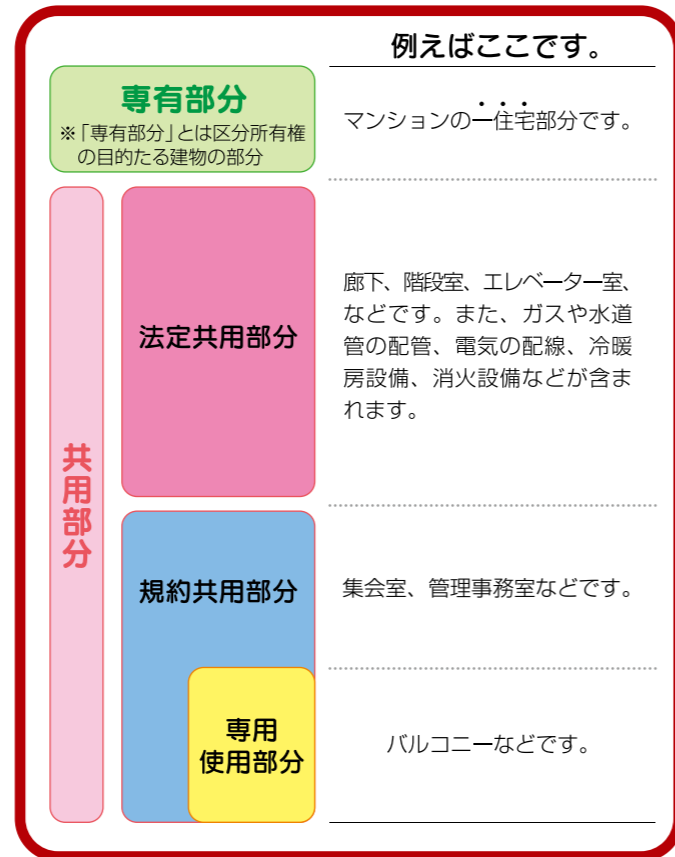 例えばここです。
専有部分
※「専有部分」とは区分所有権
の目的たる建物の部分
マンションの一住宅部分です。
共用部分
法定共用部分
廊下、階段室、エレベーター室、
などです。また、ガスや水道
管の配管、電気の配線、冷暖
房設備、消火設備などが含ま
れます。
規約共用部分
集会室、管理事務室などです。
専用
使用部分
バルコニーなどです。